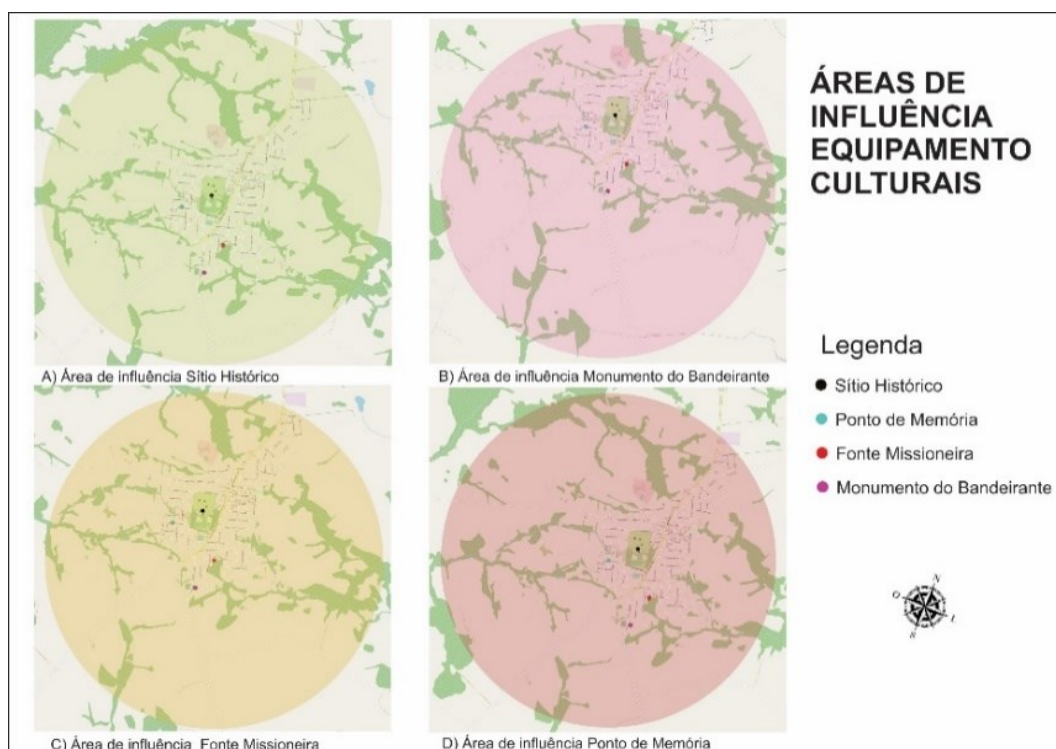 ÁREAS DE
INFLUÊNCIA
EQUIPAMENTO
CULTURAIS
A) Área de influência Sítio Histórico
B) Área de influência Monumento do Bandeirante
C) Área de influência Fonte Missioneira
D) Área de influência Ponto de Memória
Legenda
Sítio Histórico
Ponto de Memória
Fonte Missioneira
Monumento do Bandeirante
N
O
L
S